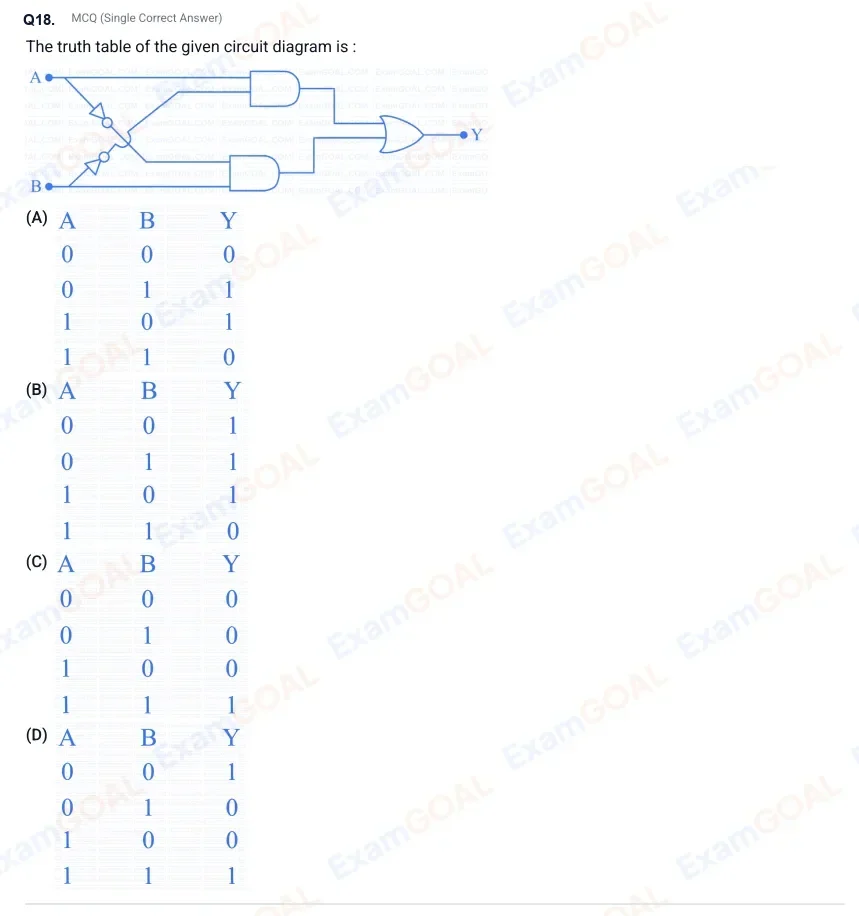 Q18. MCQ (Single Correct Answer)
The truth table of the given circuit diagram is :
A
Y
B
(A) A B Y
0 0 0
0 1 1
1 0 1
1 1 0
(B) A B Y
0 0 1
0 1 1
1 0 1
1 1 0
(C) A B Y
0 0 0
0 1 0
1 0 0
1 1 1
(D) A B Y
0 0 1
0 1 0
1 0 0
1 1 1
ExamGOAL